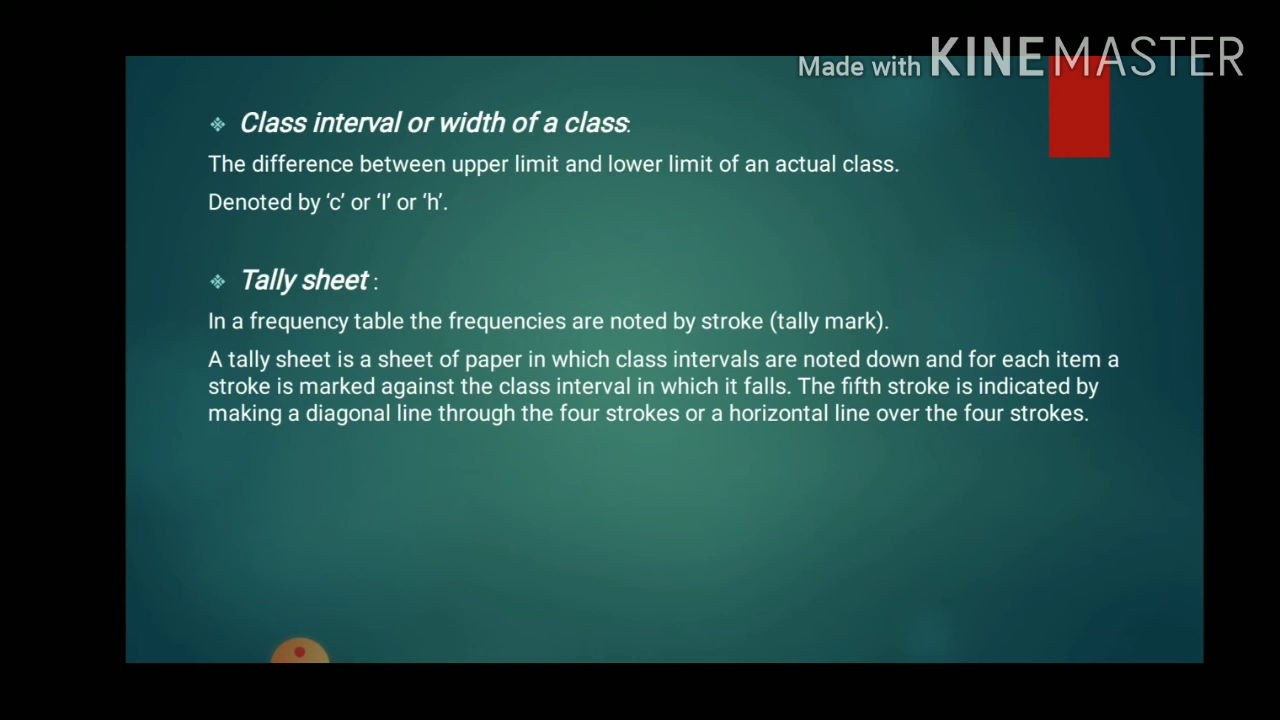 Made with KINEMASTER
❖ Class interval or width of a class:
The difference between upper limit and lower limit of an actual class.
Denoted by ‘c’ or ‘I’ or ‘h’.
❖ Tally sheet :
In a frequency table the frequencies are noted by stroke (tally mark).
A tally sheet is a sheet of paper in which class intervals are noted down and for each item a
stroke is marked against the class interval in which it falls. The fifth stroke is indicated by
making a diagonal line through the four strokes or a horizontal line over the four strokes.